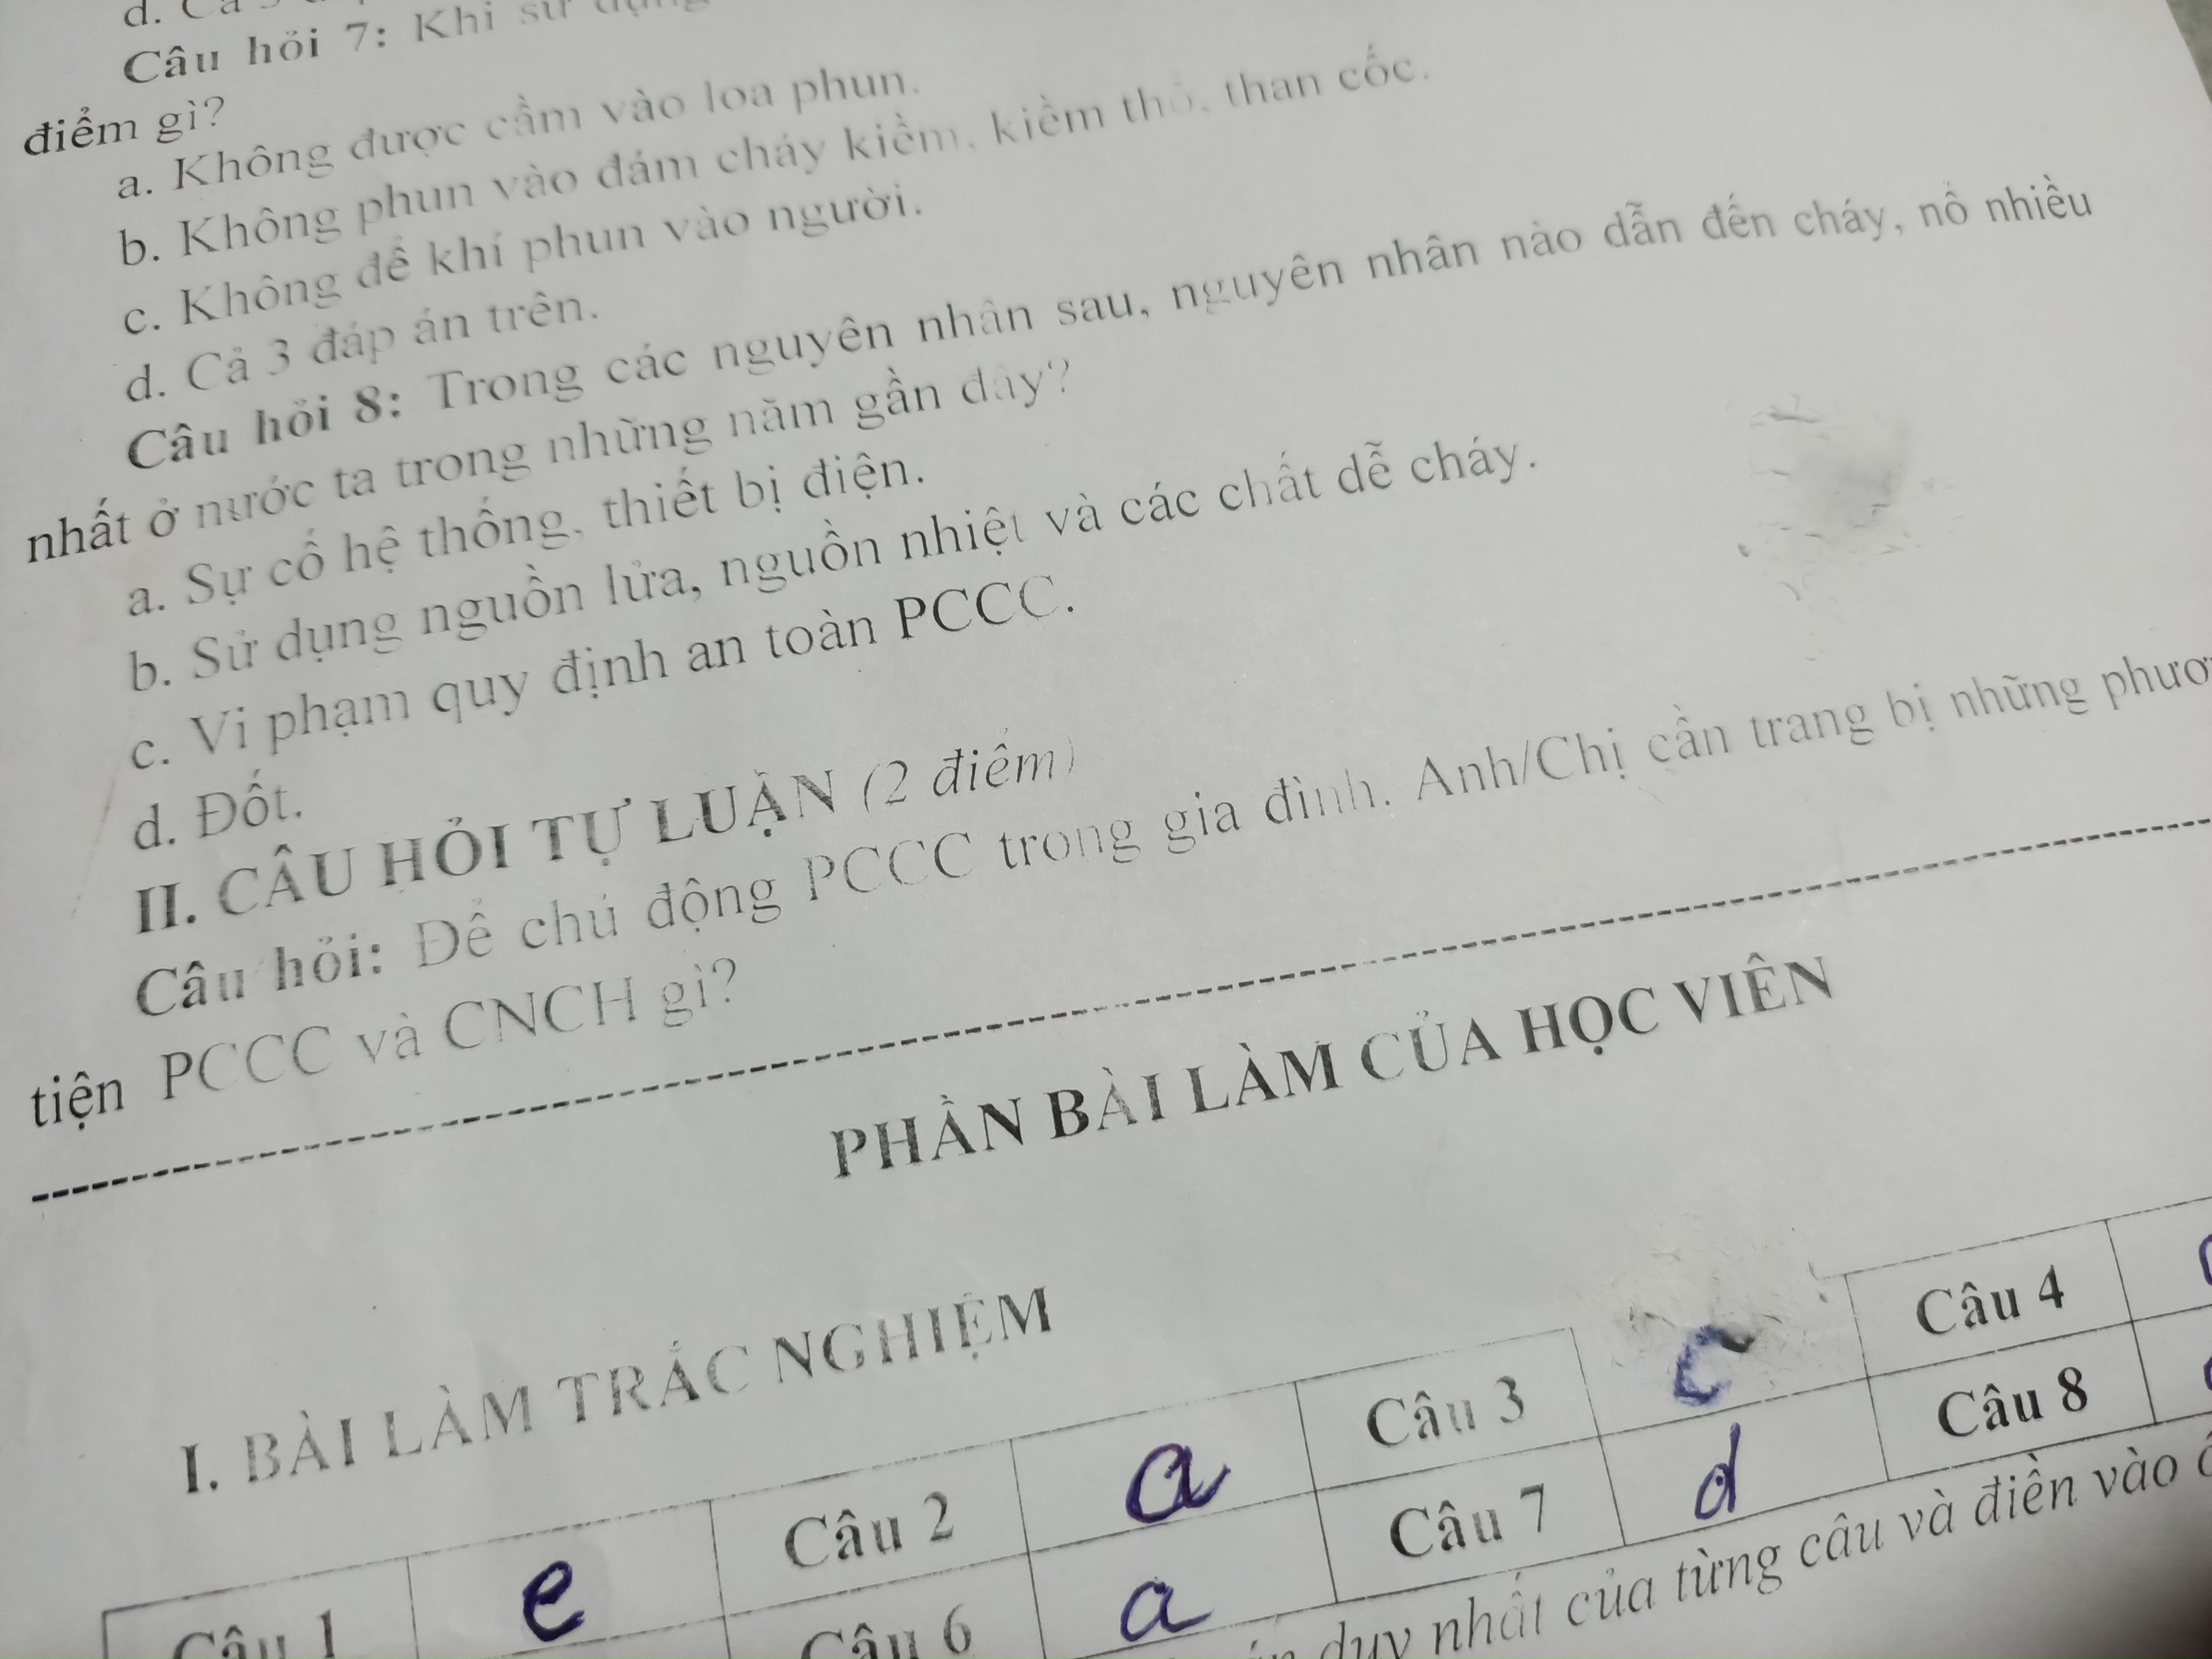 d.
Câu hỏi 7: Khi sử
điểm gì?
a. Không được cầm vào loa phun.
b. Không phun vào đám cháy kiềm, kiềm thổ, than cốc.
c. Không để khí phun vào người.
d. Cả 3 đáp án trên.
Câu hỏi 8: Trong các nguyên nhân sau, nguyên nhân nào dẫn đến cháy, nổ nhiều
nhất ở nước ta trong những năm gần đây?
a. Sự cố hệ thống, thiết bị điện.
b. Sử dụng nguồn lửa, nguồn nhiệt và các chất dễ cháy.
c. Vi phạm quy định an toàn PCCC.
d. Đốt.
II. CÂU HỎI TỰ LUẬN (2 điểm)
Câu hỏi: Để chủ động PCCC trong gia đình. Anh/Chị cần trang bị những
tiện PCCC và CNCH gì?
PHẦN BÀI LÀM CỦA HỌC VIÊN
I. BÀI LÀM TRẮC NGHIỆM
Câu 1 e Câu 2 a Câu 3 c Câu 4
Câu 6 a Câu 7 d Câu 8
duy nhất của từng câu và điền vào